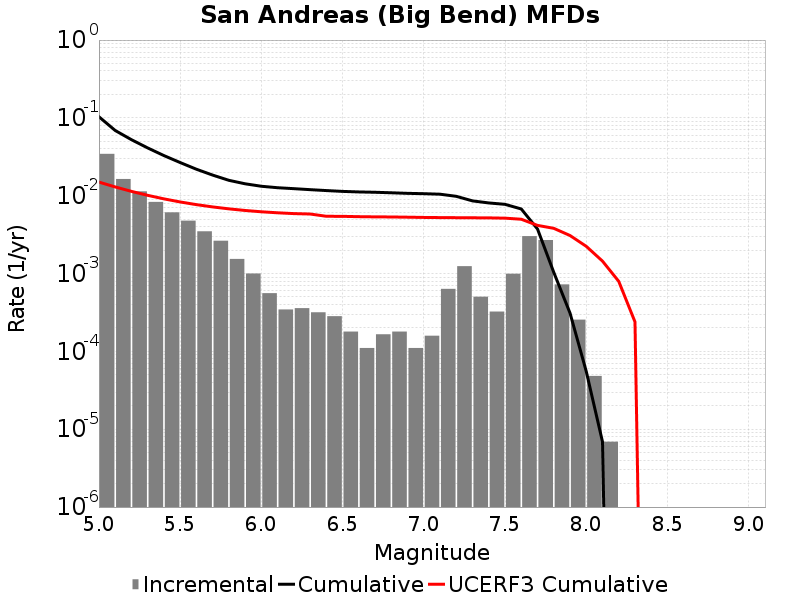 San Andreas (Big Bend) MFDs
10^0
10^-1
10^-2
10^-3
10^-4
10^-5
10^-6
Rate (1/yr)
5.0 5.5 6.0 6.5 7.0 7.5 8.0 8.5 9.0
Magnitude
Incremental Cumulative UCERF3 Cumulative